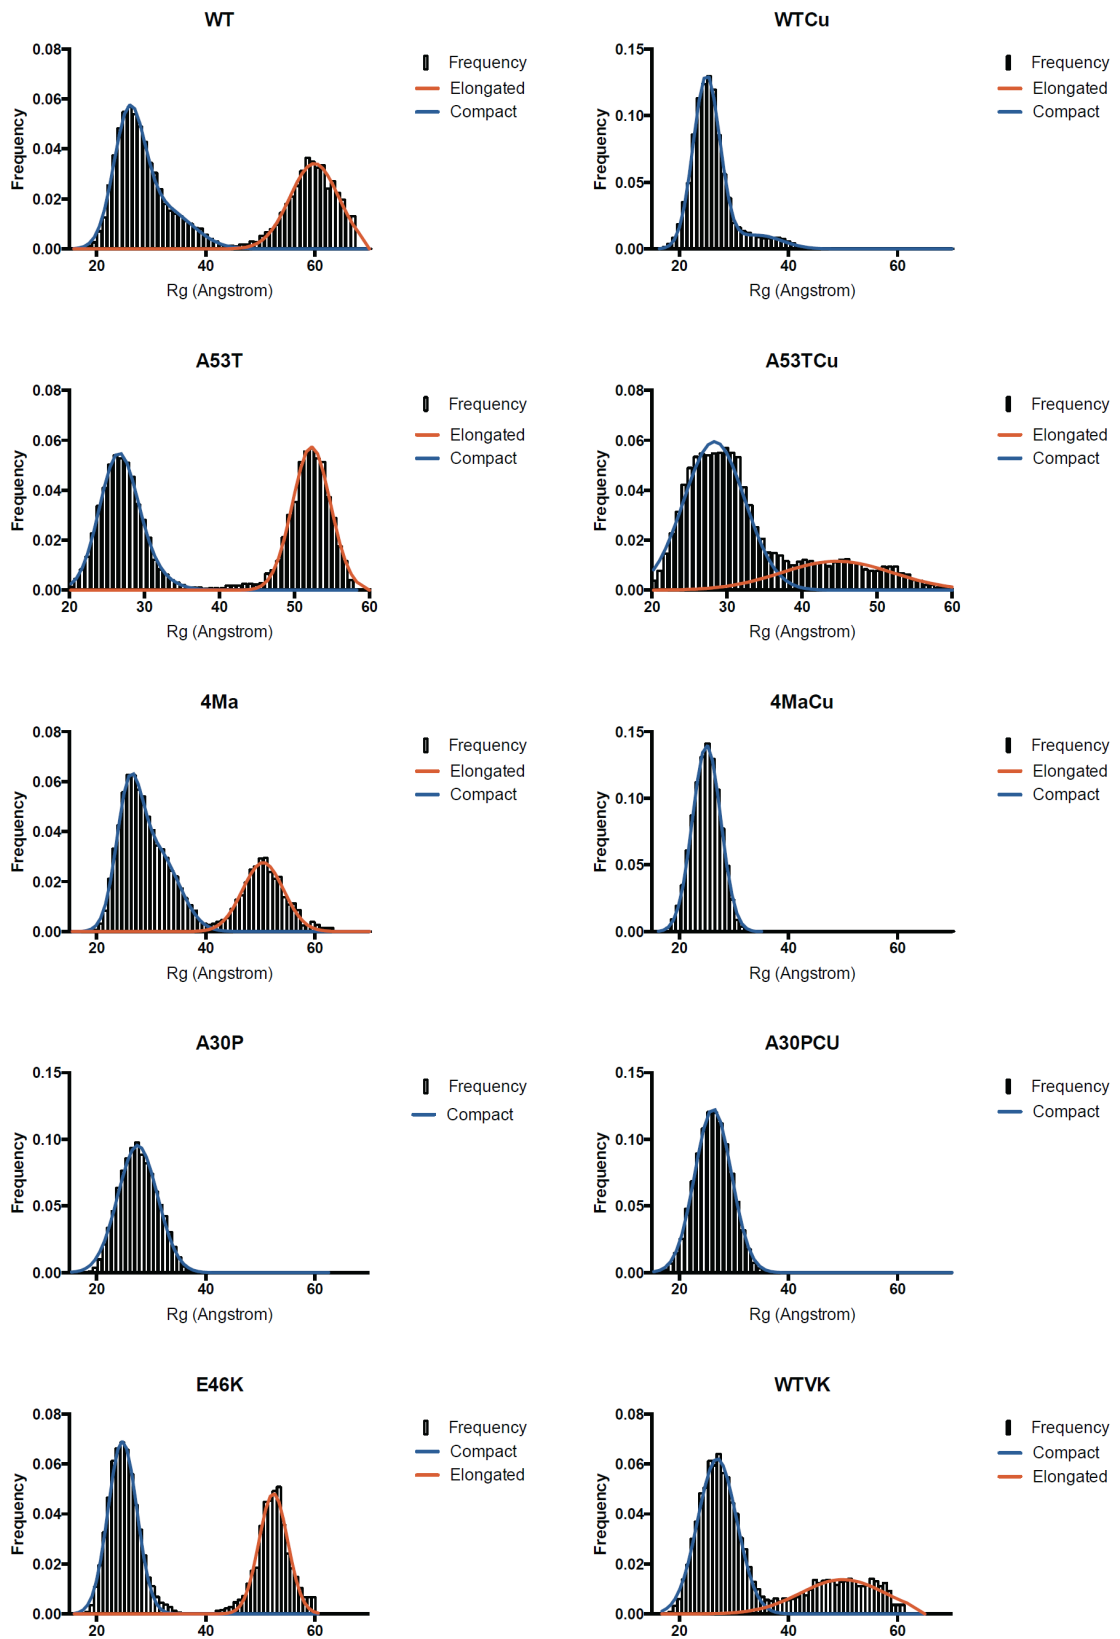 WT
Frequency
Elongated
Compact
Frequency
0.08
0.06
0.04
0.02
0.00
20 40 60
Rg (Angstrom)
WTCu
Frequency
Elongated
Compact
Frequency
0.15
0.10
0.05
0.00
20 40 60
Rg (Angstrom)
A53T
Frequency
Elongated
Compact
Frequency
0.08
0.06
0.04
0.02
0.00
20 30 40 50 60
Rg (Angstrom)
A53TCu
Frequency
Elongated
Compact
Frequency
0.08
0.06
0.04
0.02
0.00
20 30 40 50 60
Rg (Angstrom)
4Ma
Frequency
Elongated
Compact
Frequency
0.08
0.06
0.04
0.02
0.00
20 40 60
Rg (Angstrom)
4MaCu
Frequency
Elongated
Compact
Frequency
0.15
0.10
0.05
0.00
20 40 60
Rg (Angstrom)
A30P
Frequency
Compact
Frequency
0.15
0.10
0.05
0.00
20 40 60
Rg (Angstrom)
A30PCU
Frequency
Compact
Frequency
0.15
0.10
0.05
0.00
20 40 60
Rg (Angstrom)
E46K
Frequency
Compact
Elongated
Frequency
0.08
0.06
0.04
0.02
0.00
20 40 60
WTVK
Frequency
Compact
Elongated
Frequency
0.08
0.06
0.04
0.02
0.00
20 40 60